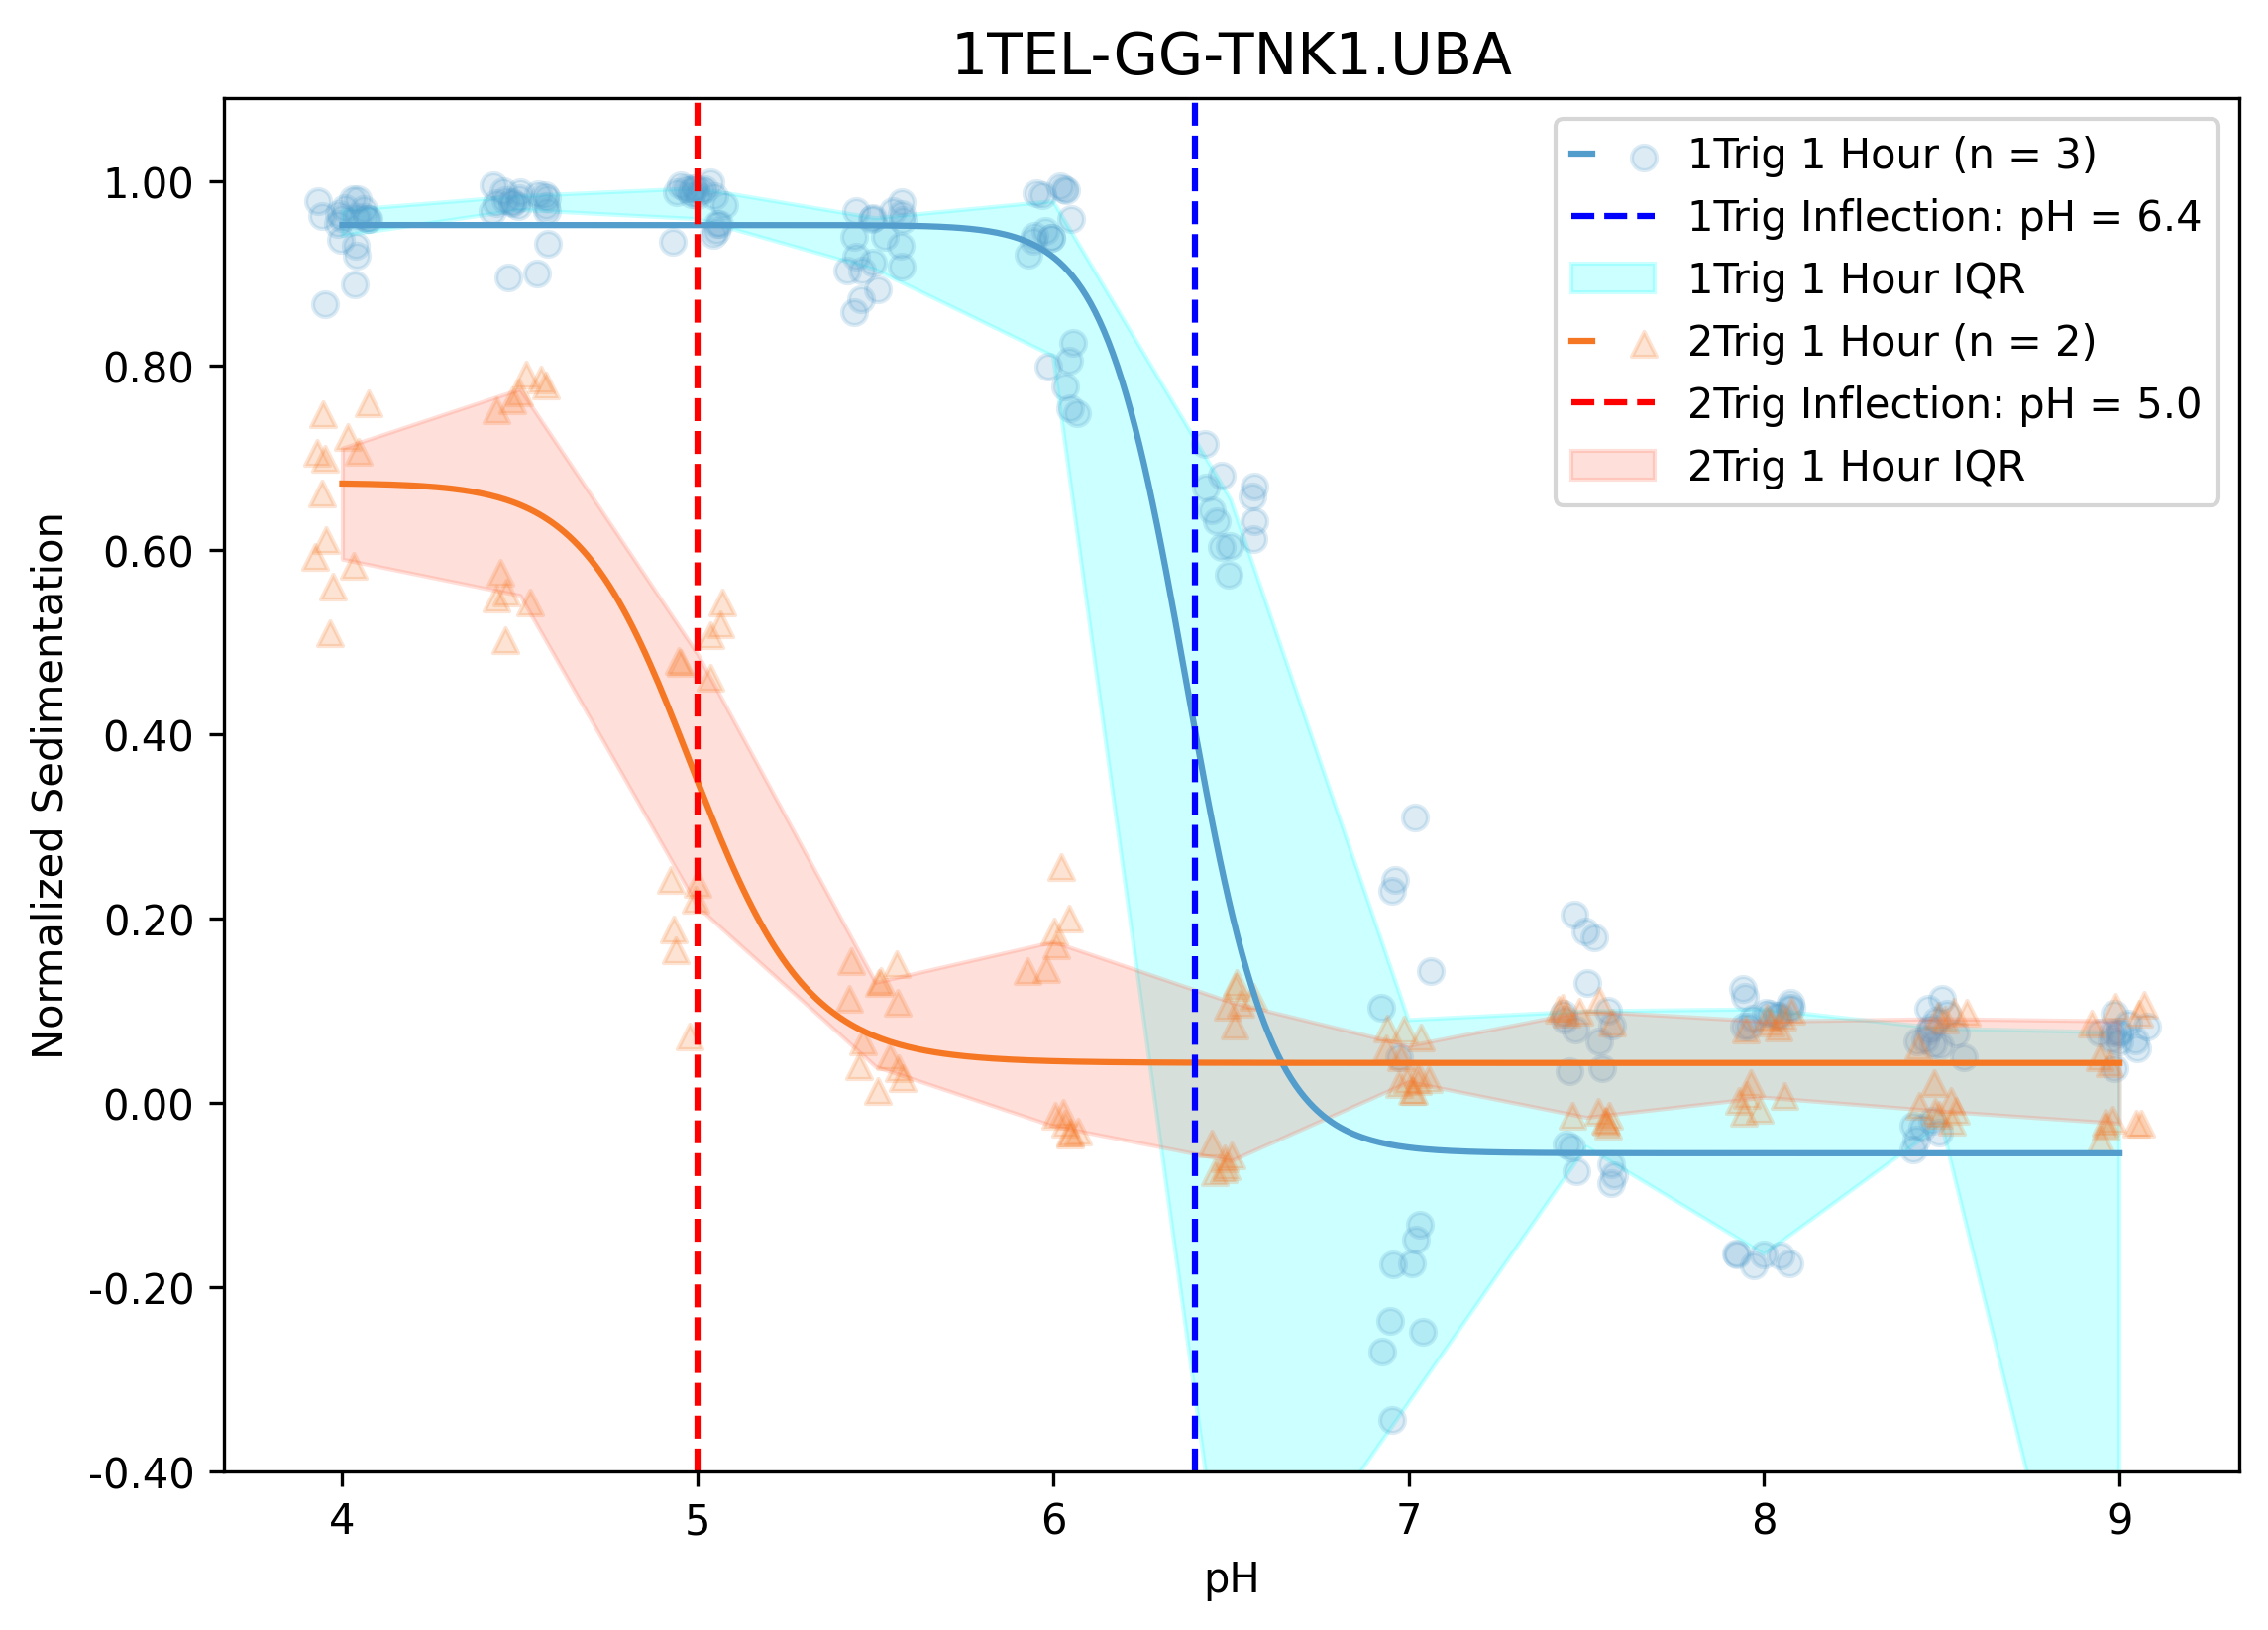 1TEL-GG-TNK1.UBA
1Trig 1 Hour (n = 3)
1Trig Inflection: pH = 6.4
1Trig 1 Hour IQR
2Trig 1 Hour (n = 2)
2Trig Inflection: pH = 5.0
2Trig 1 Hour IQR
Normalized Sedimentation
1.00
0.80
0.60
0.40
0.20
0.00
-0.20
-0.40
4 5 6 7 8 9
pH